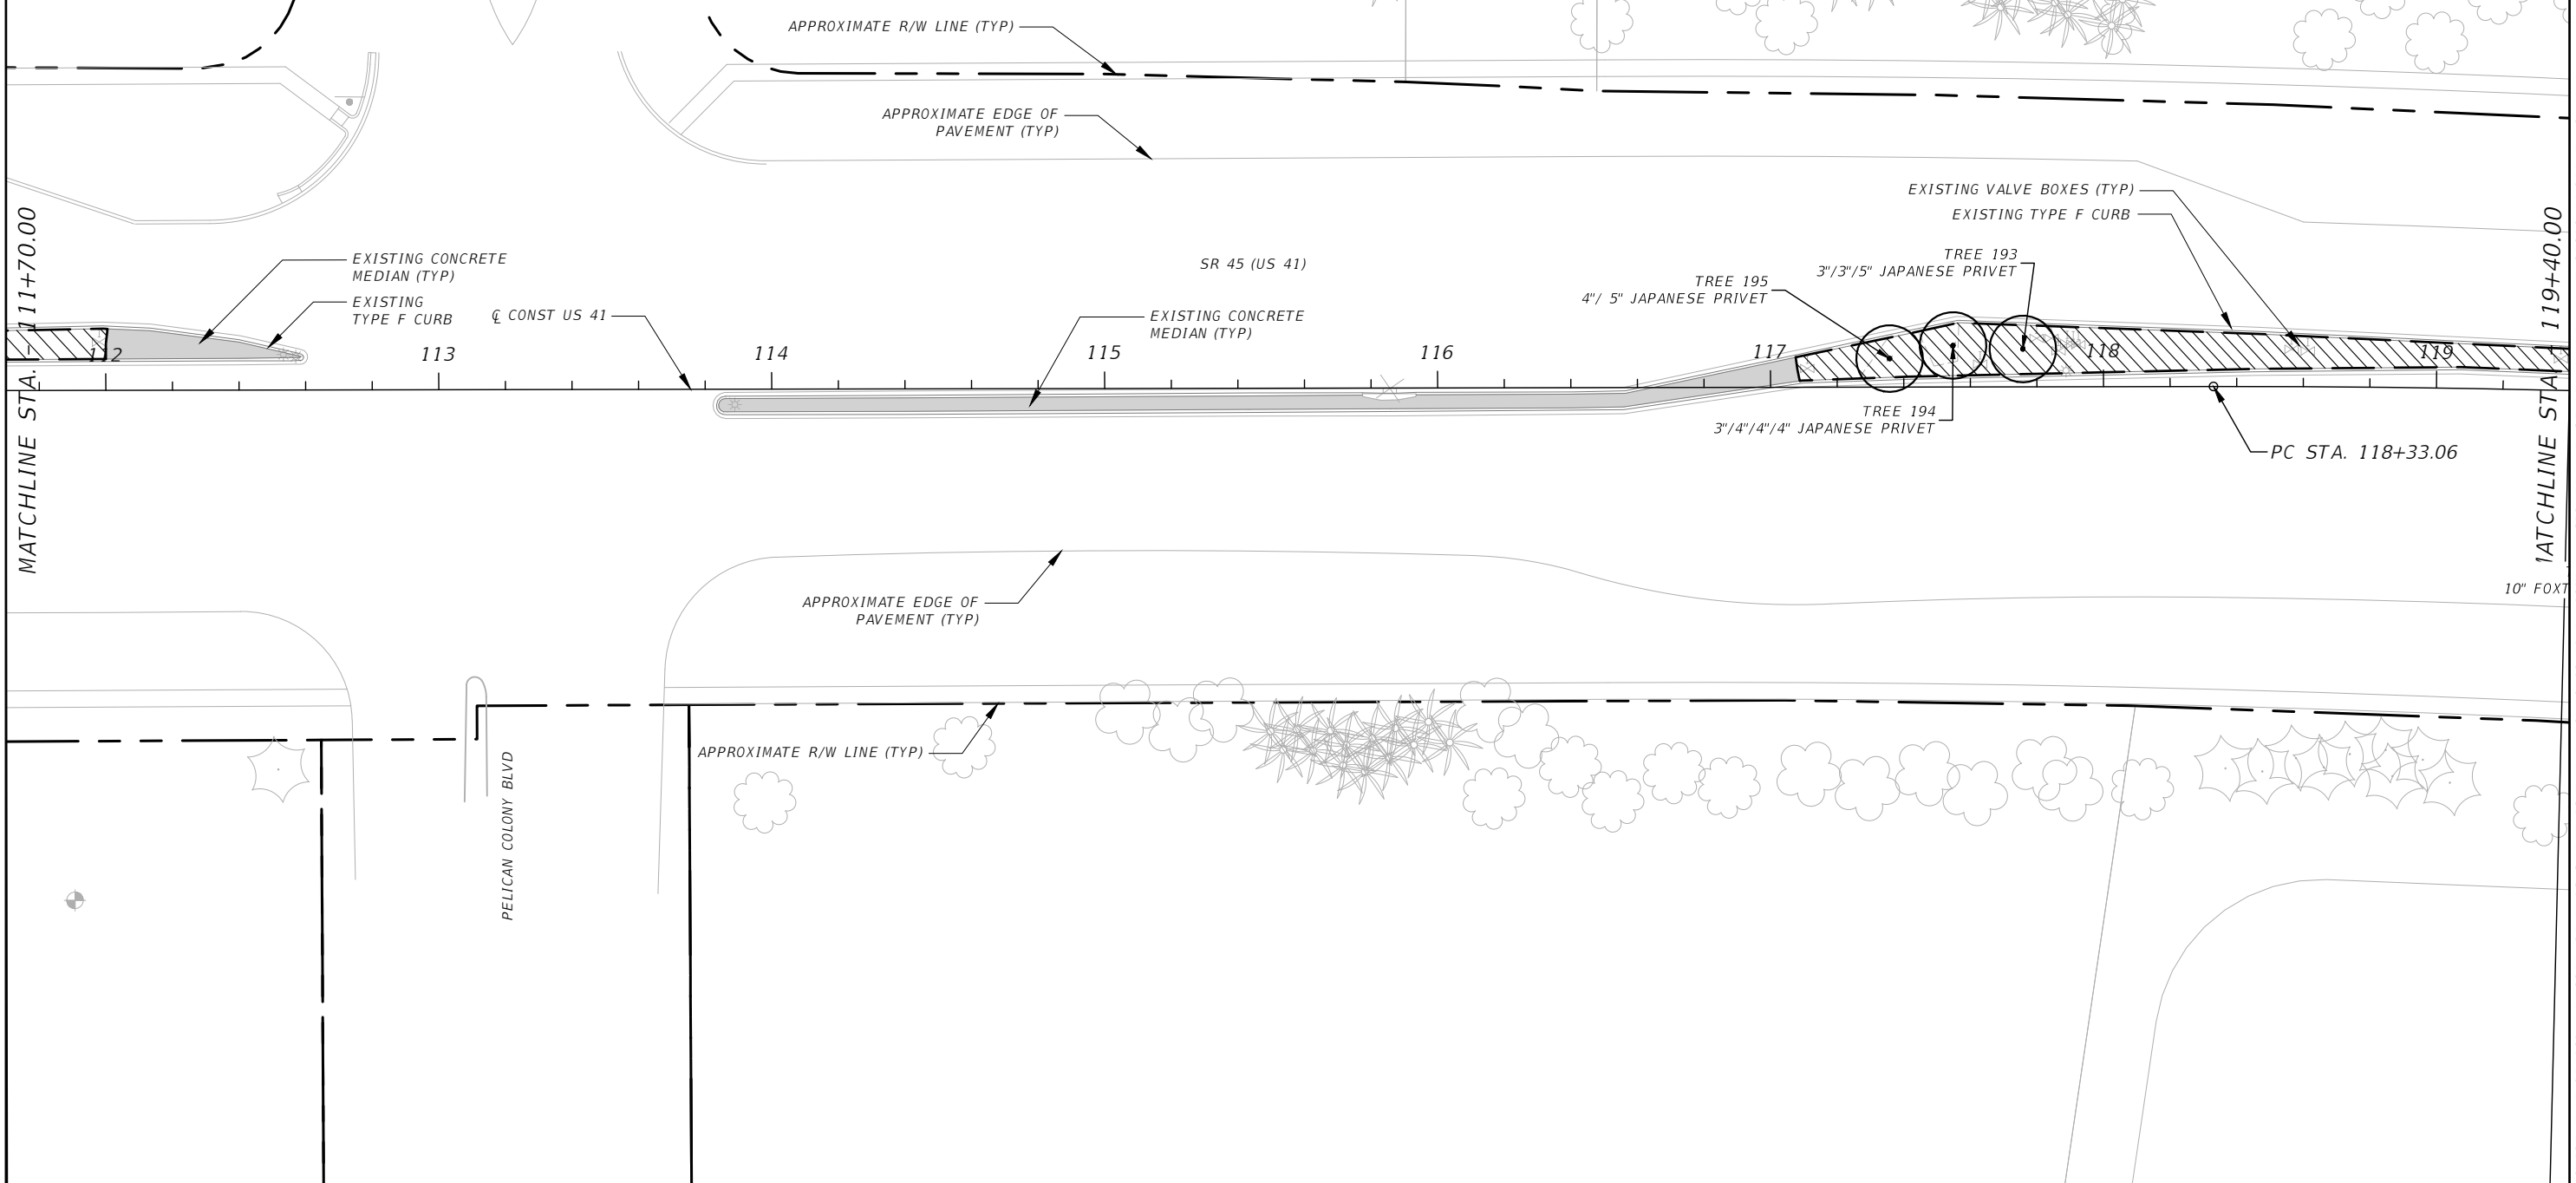 APPROXIMATE R/W LINE (TYP)
APPROXIMATE EDGE OF
PAVEMENT (TYP)
EXISTING VALVE BOXES (TYP)
EXISTING TYPE F CURB
MATCHLINE STA. - 111+70.00
EXISTING CONCRETE
MEDIAN (TYP)
EXISTING
TYPE F CURB
℄ CONST US 41
SR 45 (US 41)
EXISTING CONCRETE
MEDIAN (TYP)
TREE 193
3"/3"/5" JAPANESE PRIVET
TREE 195
4"/ 5" JAPANESE PRIVET
112
113
114
115
116
117
118
119
TREE 194
3"/4"/4"/4" JAPANESE PRIVET
PC STA. 118+33.06
MATCHLINE STA. - 119+40.00
10" FOXT
APPROXIMATE EDGE OF
PAVEMENT (TYP)
APPROXIMATE R/W LINE (TYP)
PELICAN COLONY BLVD